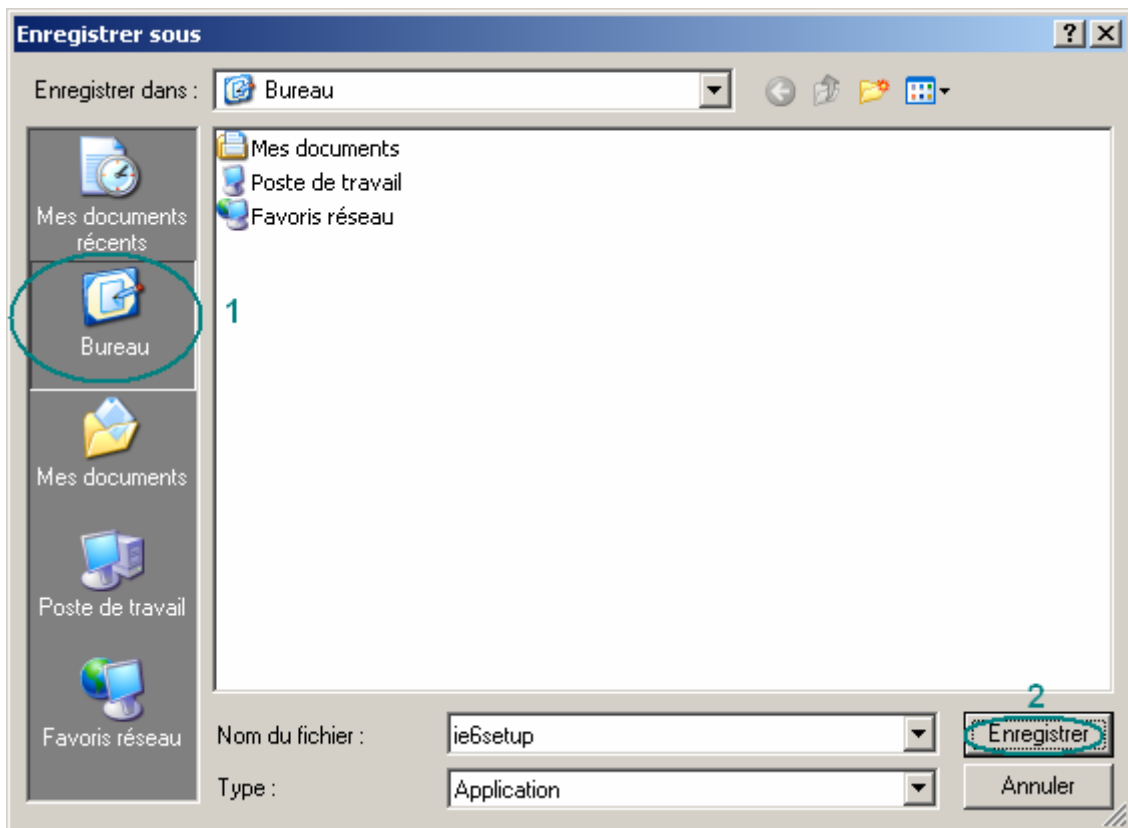 Enregistrer sous
Enregistrer dans :
Bureau
Mes documents
récents
Bureau
Mes documents
Poste de travail
Favoris réseau
Mes documents
Poste de travail
Favoris réseau
1
2
Nom du fichier :
ie6setup
Enregistrer
Type :
Application
Annuler